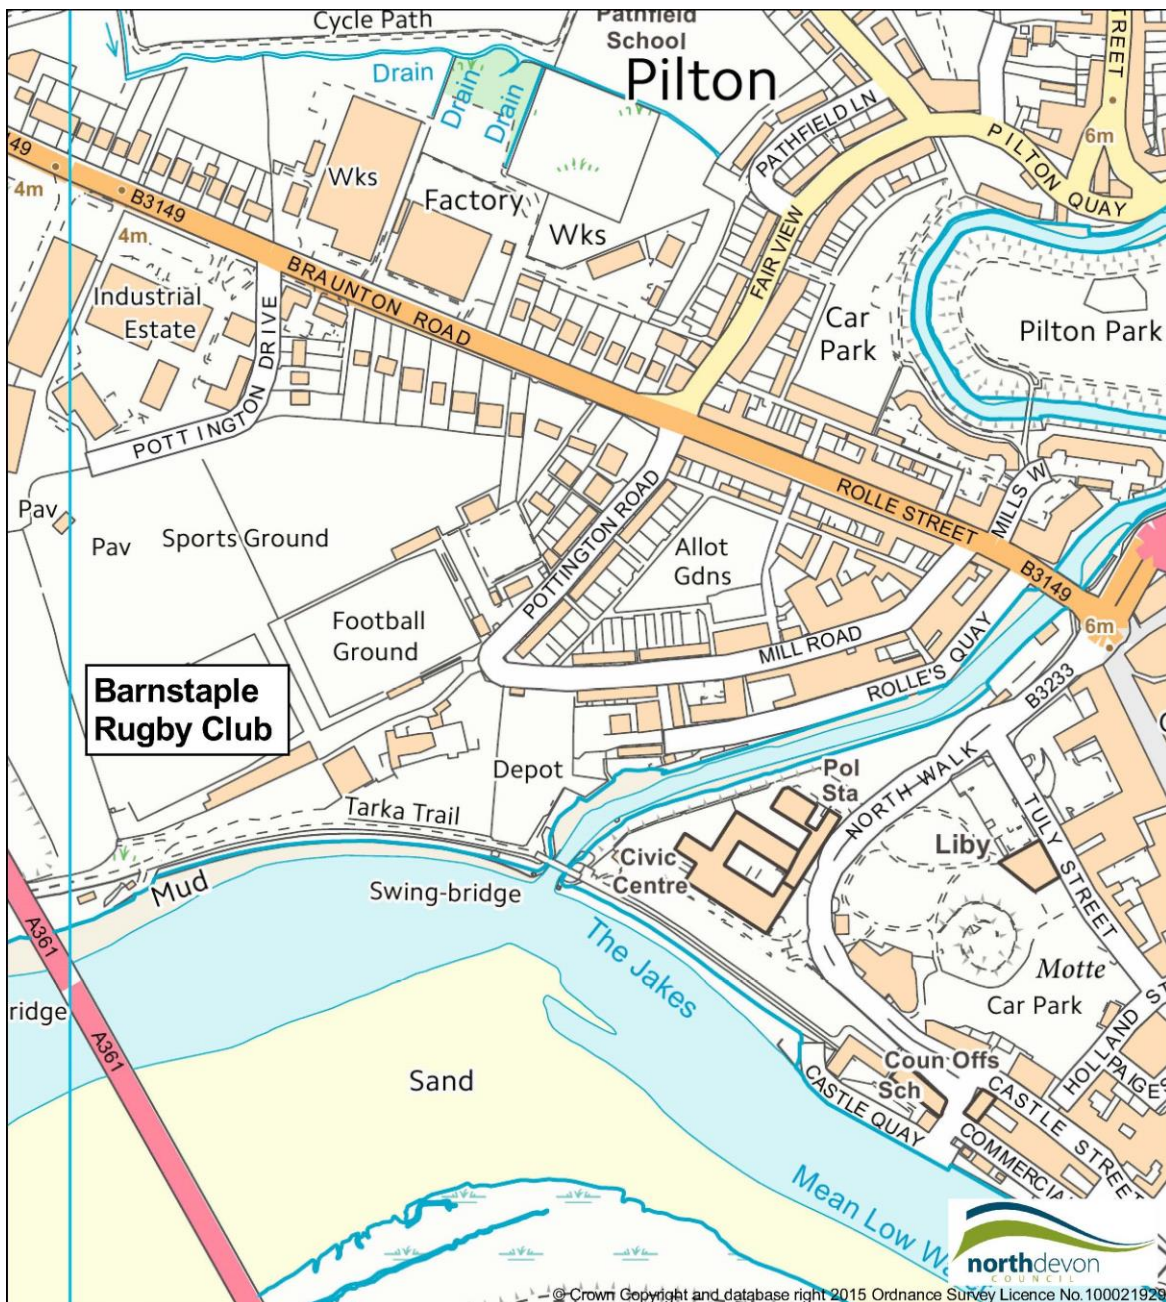 Cycle Path
Pathfield
School
Pilton
Drain
Drain
Drain
PATHFIELD LN
STREET
6m
PILTON QUAY
49
4m
B3149
4m
Wks
Factory
Wks
FAIR VIEW
BRAUNTON ROAD
Industrial
Estate
POTTINGTON DRIVE
Car
Park
Pilton Park
Pav
Pav
Sports Ground
POTTINGTON ROAD
Allot
Gdns
ROLLE STREET
MILLS W
B3149
6m
Football
Ground
MILL ROAD
ROLLE'S QUAY
B3233
Barnstaple
Rugby Club
Depot
Pol
Sta
NORTH WALK
TULY STREET
Tarka Trail
Liby
Mud
Swing-bridge
Civic
Centre
A361
The Jakes
Motte
Car Park
ridge
A361
HOLLAND ST
PAIGE
Sand
Coun Offs
Sch
CASTLE QUAY
CASTLE STREET
COMMERCIAL
Mean Low Wa
northdevon
COUNCIL
© Crown Copyright and database right 2015 Ordnance Survey Licence No. 100021929